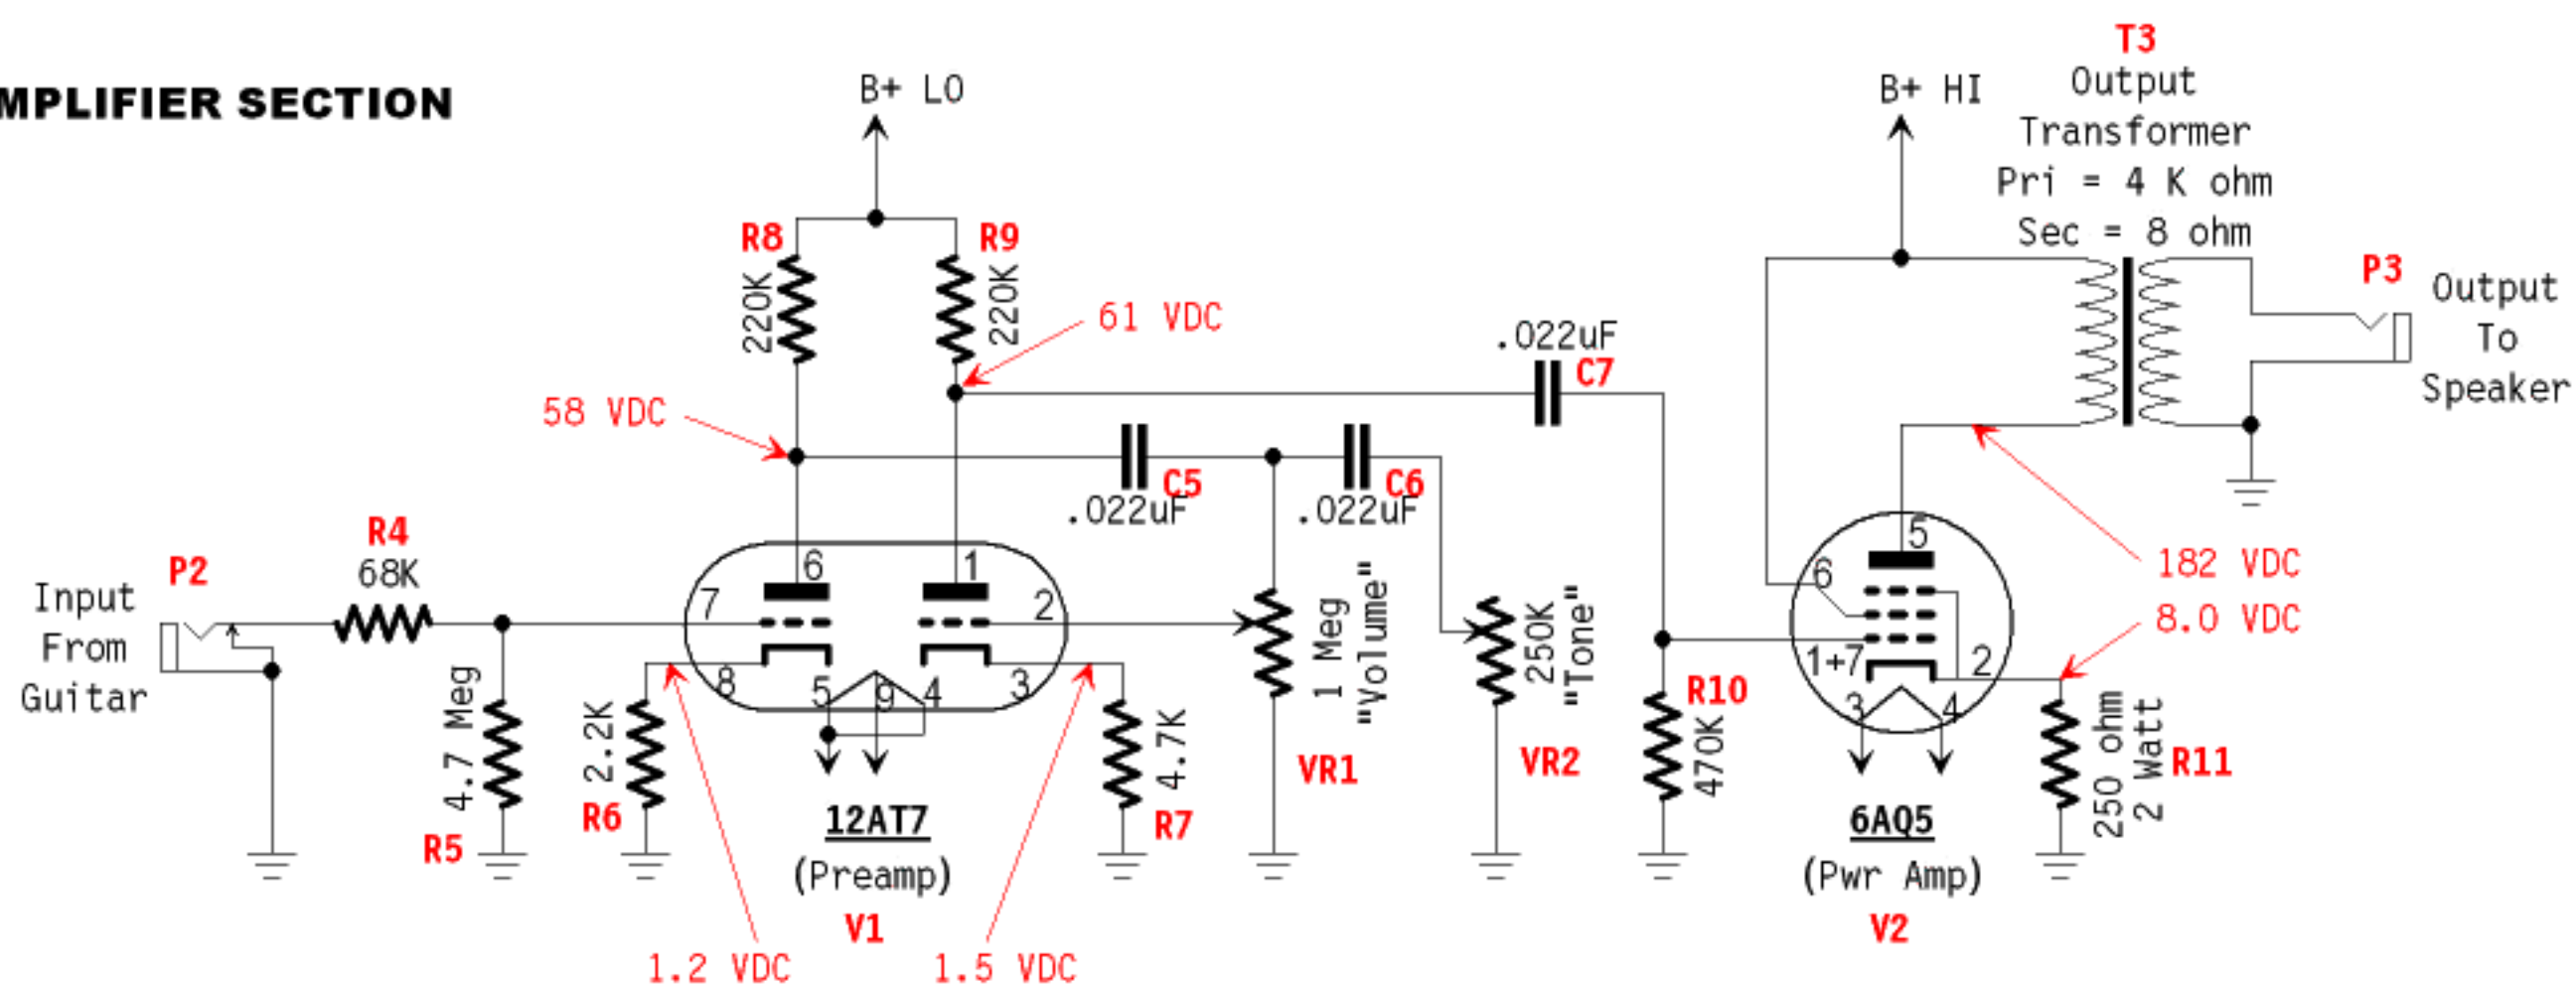 MPLIFIER SECTION
B+ LO
B+ HI
T3
Output
Transformer
Pri = 4 K ohm
Sec = 8 ohm
R8
220K
R9
220K
61 VDC
58 VDC
.022uF
C7
C5
.022uF
C6
.022uF
P3
Output
To
Speaker
P2
Input
From
Guitar
R4
68K
4.7 Meg
R5
2.2K
R6
6
1
7
2
8
5
9
4
3
4.7K
R7
12AT7
(Preamp)
V1
1.2 VDC
1.5 VDC
1 Meg
"Volume"
VR1
250K
"Tone"
VR2
R10
470K
5
6
1+7
2
3
4
6AQ5
(Pwr Amp)
V2
182 VDC
8.0 VDC
250 ohm
2 Watt
R11